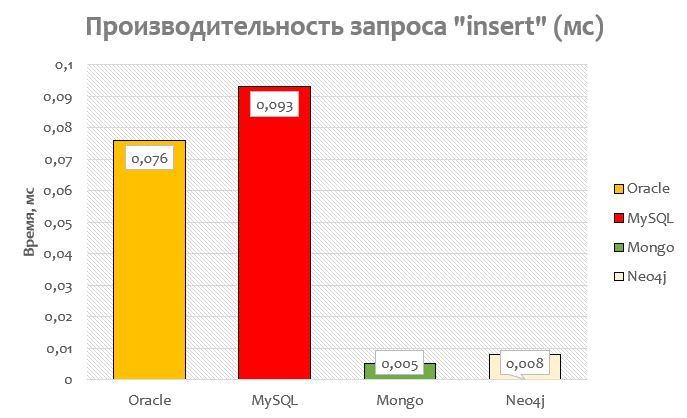 Производительность запроса "insert" (мс)
0,1
0,09
0,08
0,07
0,06
0,05
0,04
0,03
0,02
0,01
0
Время, мс
0,076
0,093
0,005
0,008
Oracle
MySQL
Mongo
Neo4j
Oracle
MySQL
Mongo
Neo4j